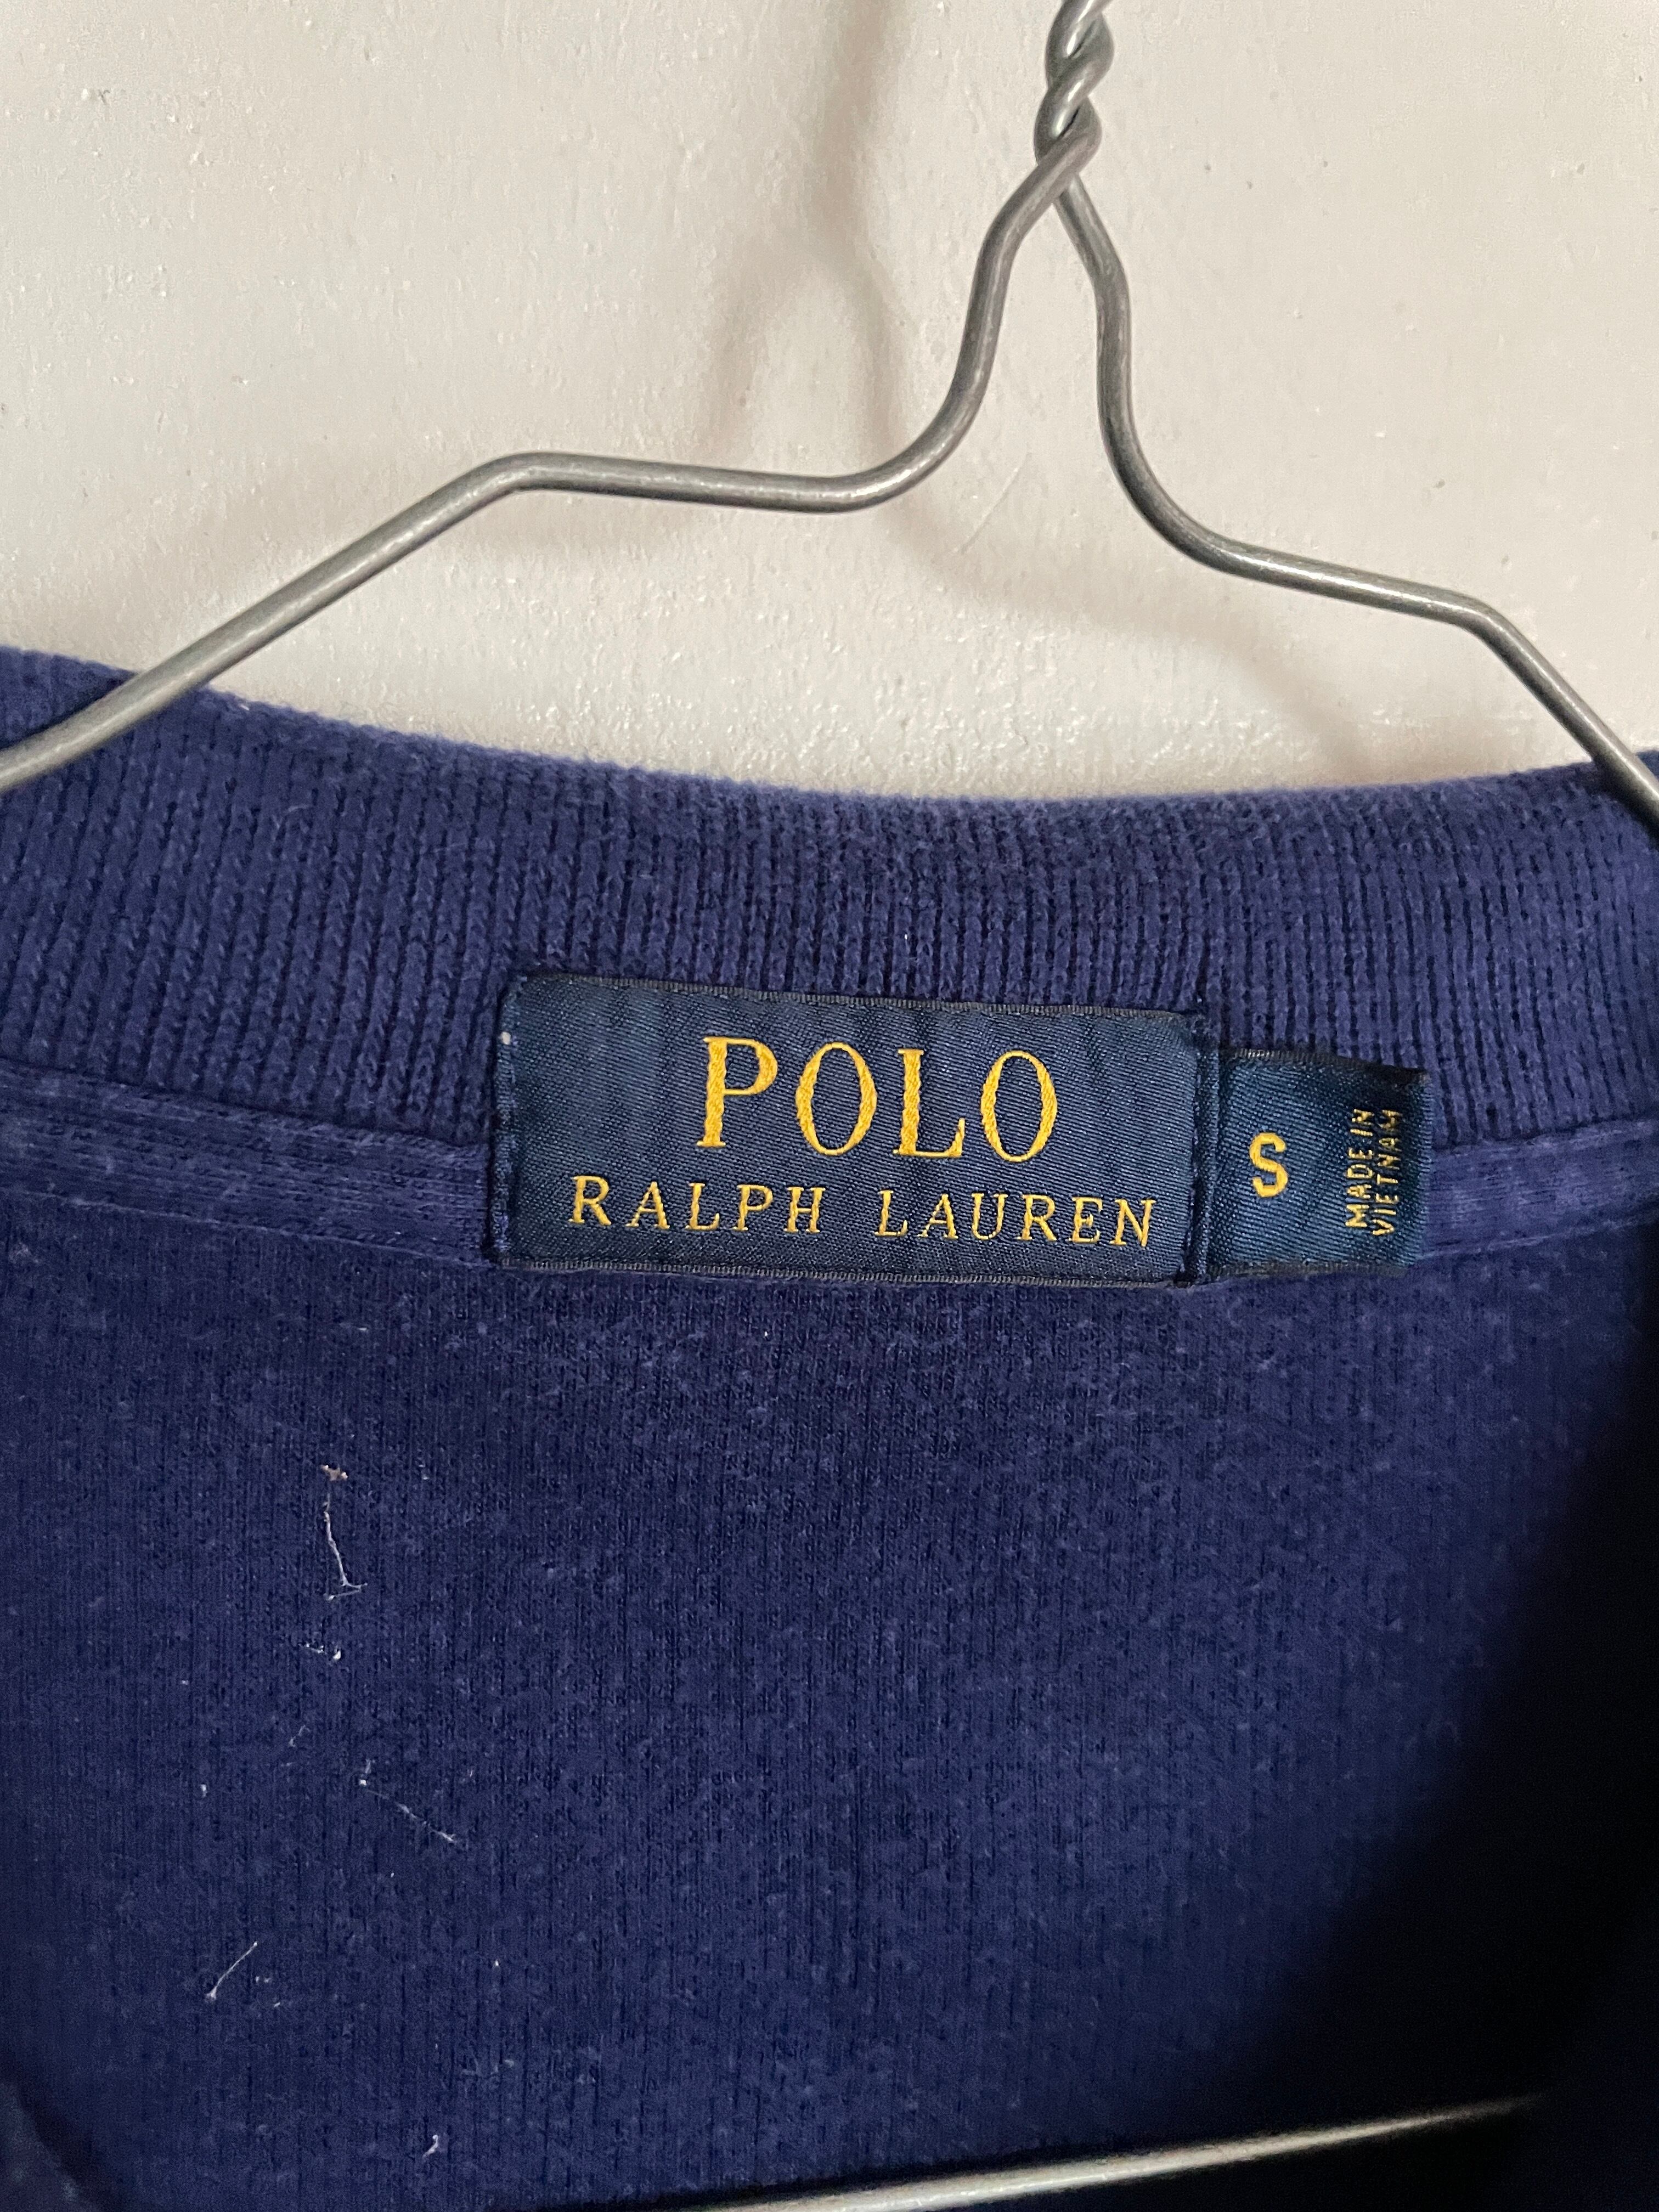 POLO
RALPH LAUREN
S
MADE IN
VIETNAM